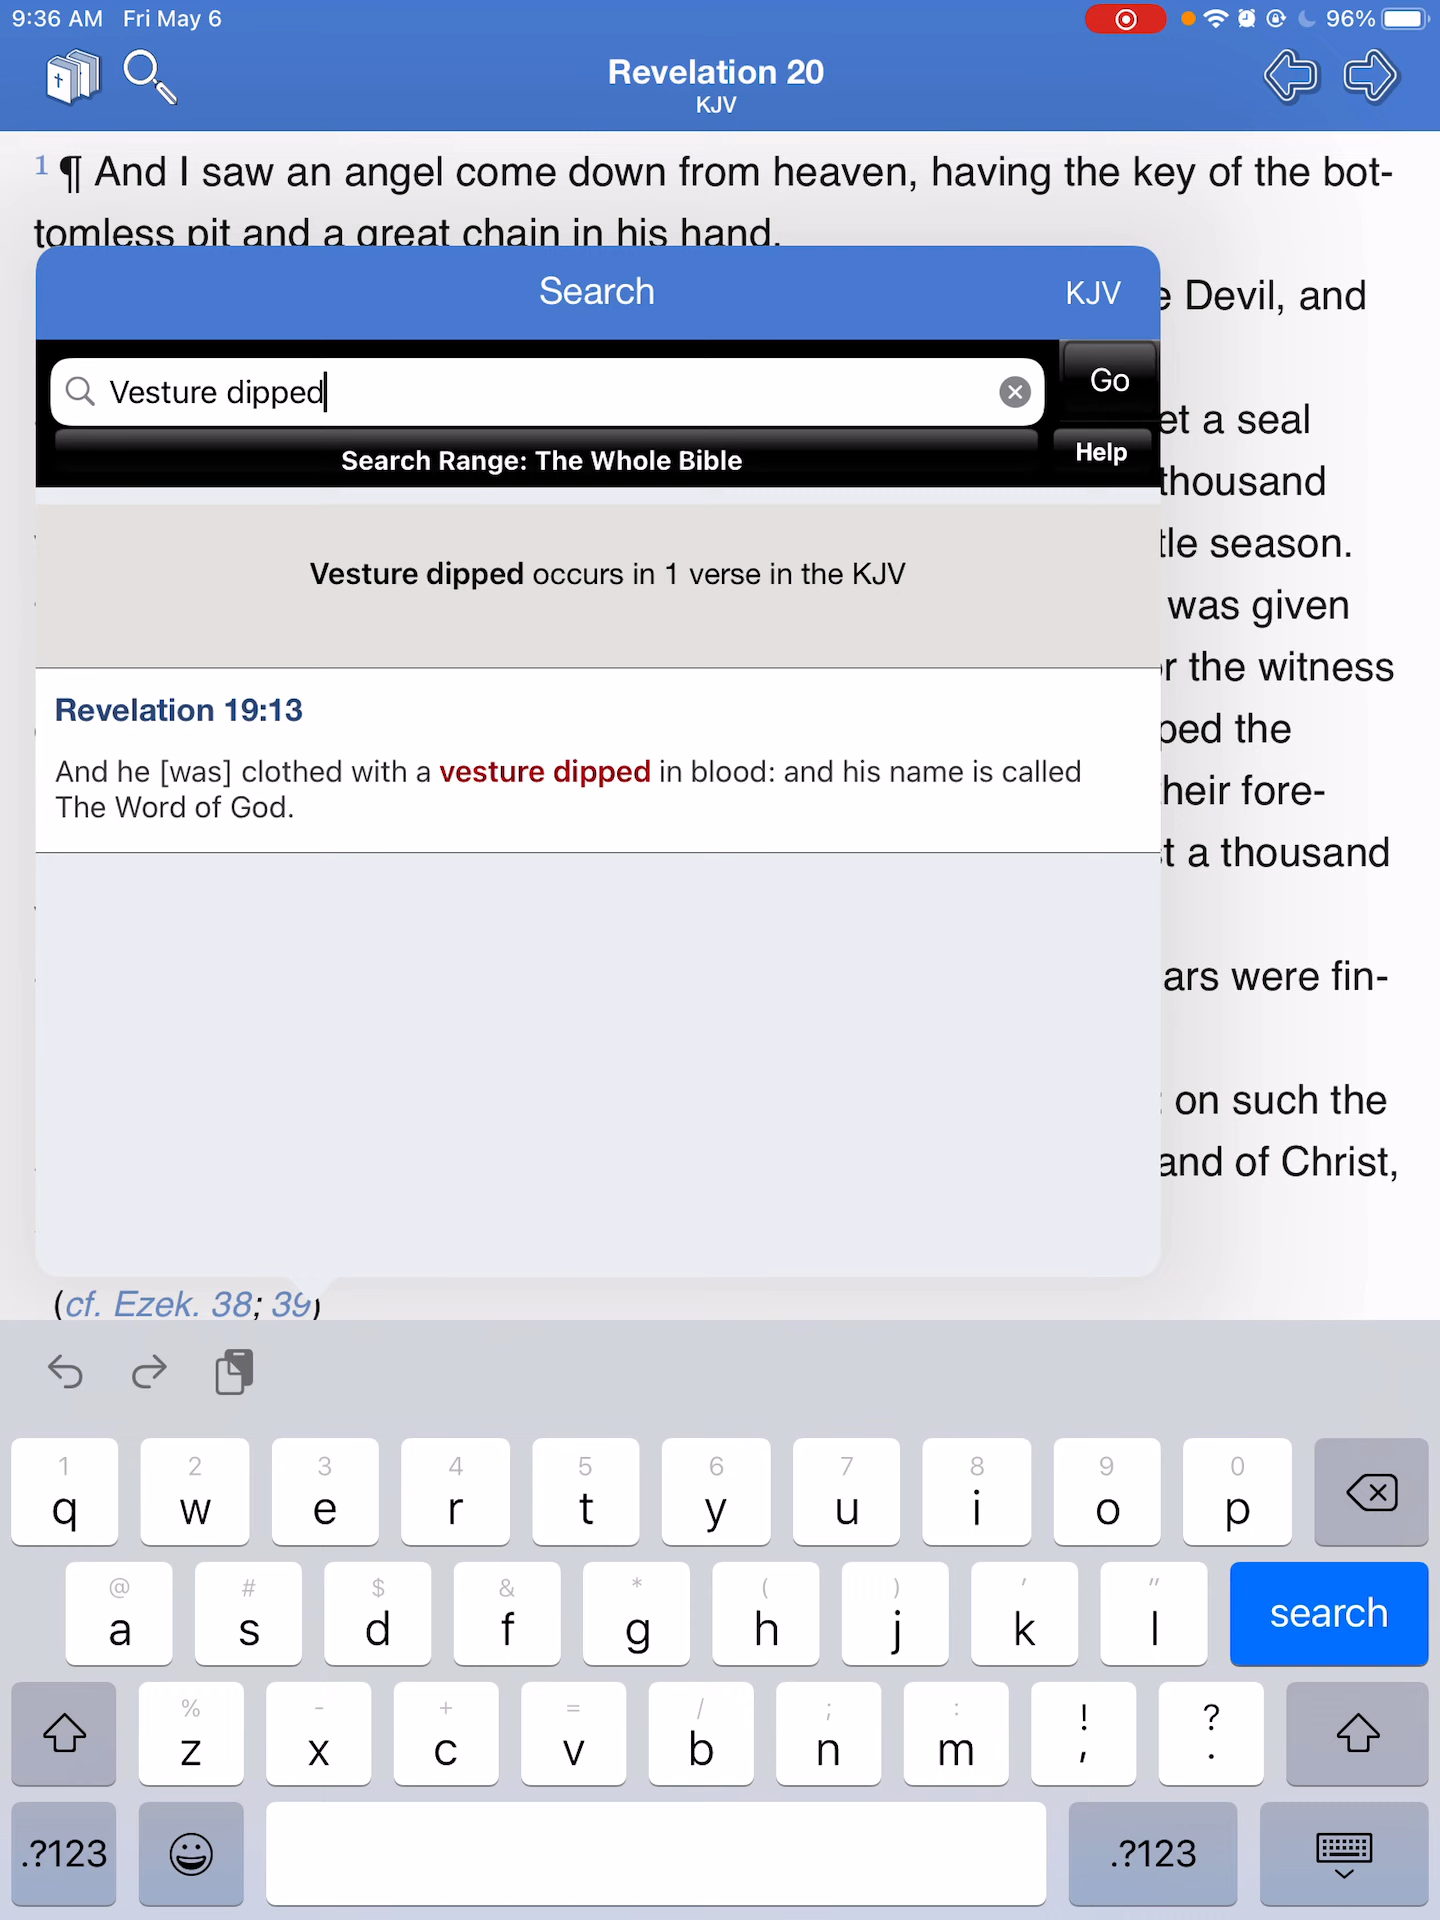 9:36 AM Fri May 6
96%
Revelation 20
KJV
1 ¶ And I saw an angel come down from heaven, having the key of the bot-
tomless pit and a great chain in his hand.
Search KJV
e Devil, and
Vesture dipped
Go
et a seal
Search Range: The Whole Bible
Help
thousand
tle season.
Vesture dipped occurs in 1 verse in the KJV
was given
r the witness
Revelation 19:13
ped the
And he [was] clothed with a vesture dipped in blood: and his name is called
The Word of God.
heir fore-
t a thousand
ars were fin-
on such the
and of Christ,
(cf. Ezek. 38; 39)
1 2 3 4 5 6 7 8 9 0
q w e r t y u i o p
@ # $ & * ( ) ' "
a s d f g h j k l search
% - + = / ; : ! ?
z x c v b n m , .
.?123 .?123